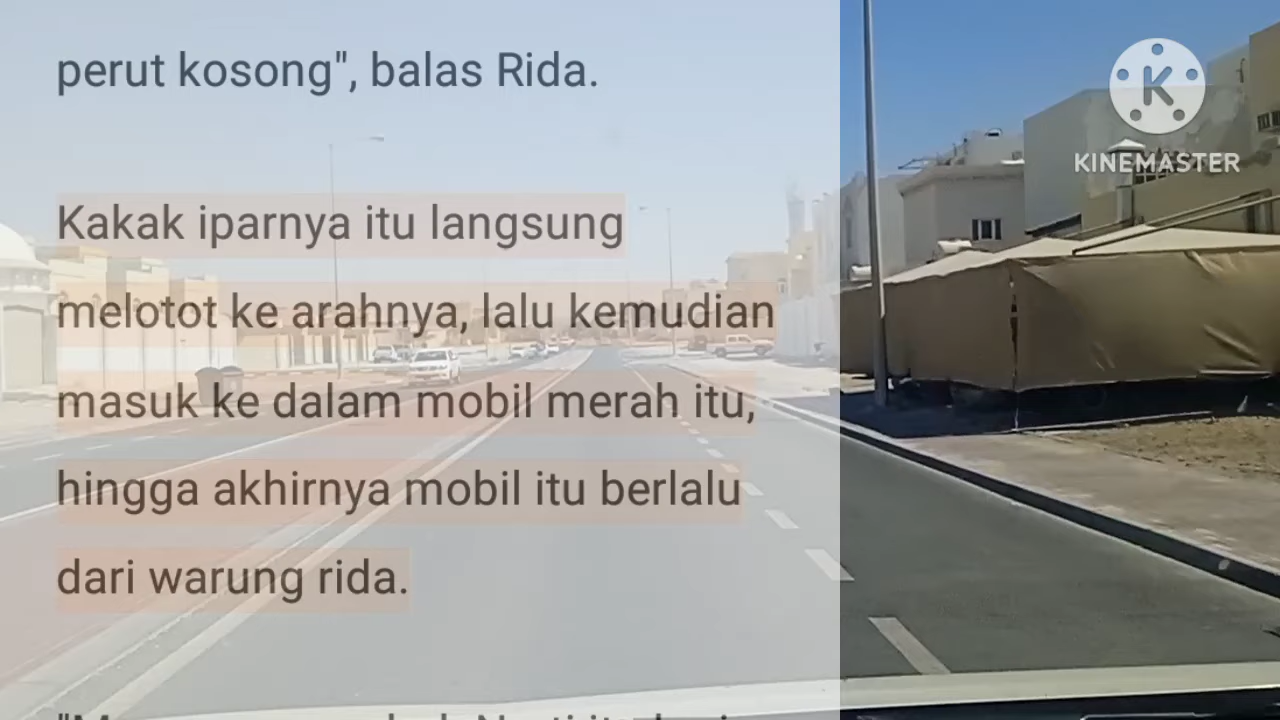 perut kosong", balas Rida.
Kakak iparnya itu langsung
melotot ke arahnya, lalu kemudian
masuk ke dalam mobil merah itu,
hingga akhirnya mobil itu berlalu
dari warung rida.
KINEMASTER